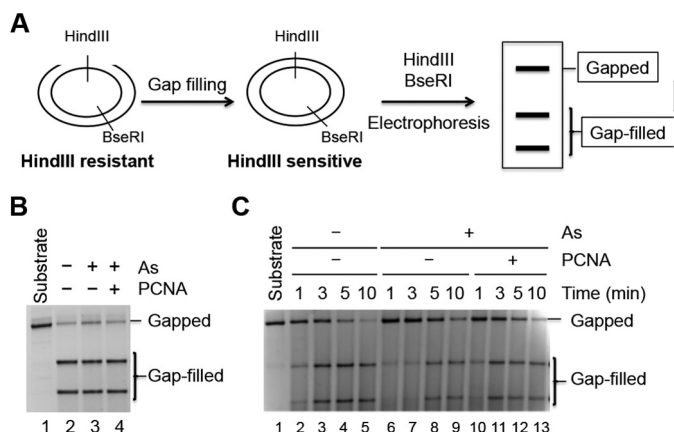 A
HindIII
HindIII
HindIII
BseRI
Gapped
Gap filling
BseRI
BseRI
Electrophoresis
Gap-filled
HindIII resistant
HindIII sensitive
B
Substrate
– + + As
– – + PCNA
Gapped
Gap-filled
1 2 3 4
C
Substrate
– + As
– – + PCNA
1 3 5 10 1 3 5 10 1 3 5 10 Time (min)
Gapped
Gap-filled
1 2 3 4 5 6 7 8 9 10 11 12 13